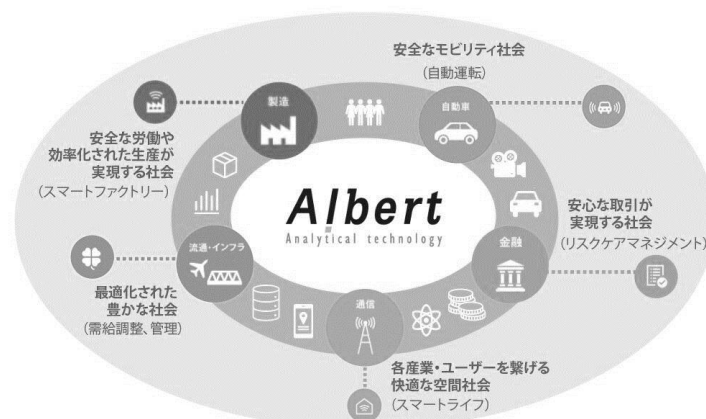 安全なモビリティ社会
(自動運転)
製造
自動車
安全な労働や
効率化された生産が
実現する社会
(スマートファクトリー)
Albert
Analytical technology
安心な取引が
実現する社会
(リスクケアマネジメント)
流通・インフラ
金融
最適化された
豊かな社会
(需給調整、管理)
通信
各産業・ユーザーを繋げる
快適な空間社会
(スマートライフ)